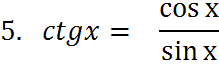 5. ctgx = cos x / sin x